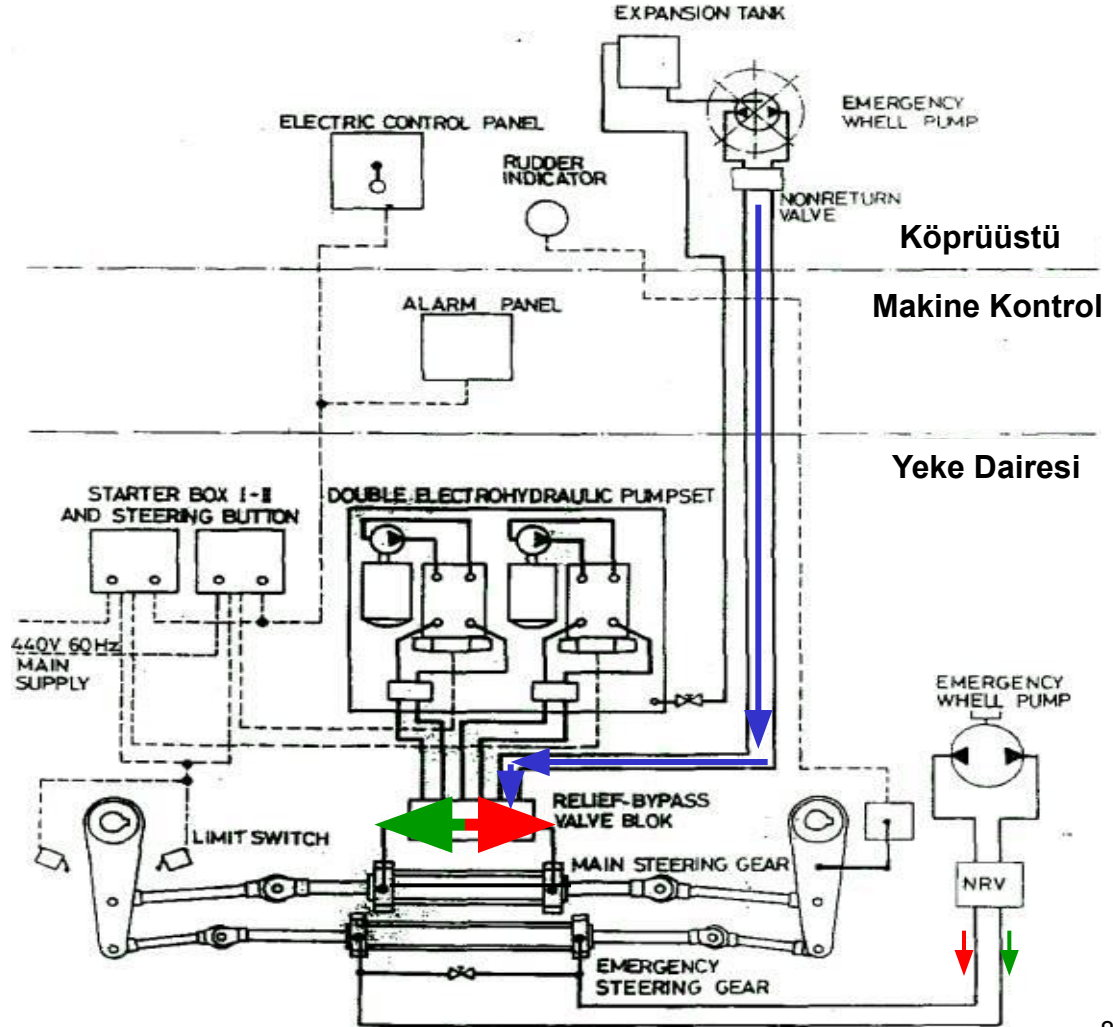 EXPANSION TANK
EMERGENCY
WHELL PUMP
ELECTRIC CONTROL PANEL
RUDDER
INDICATOR
NONRETURN
VALVE
Köprüüstü
Makine Kontrol
ALARM PANEL
Yeke Dairesi
STARTER BOX I-II
AND STEERING BUTTON
DOUBLE ELECTROHYDRAULIC PUMPSET
440V 60Hz
MAIN
SUPPLY
EMERGENCY
WHELL PUMP
RELIEF-BYPASS
VALVE BLOK
LIMIT SWITCH
MAIN STEERING GEAR
NRV
EMERGENCY
STEERING GEAR